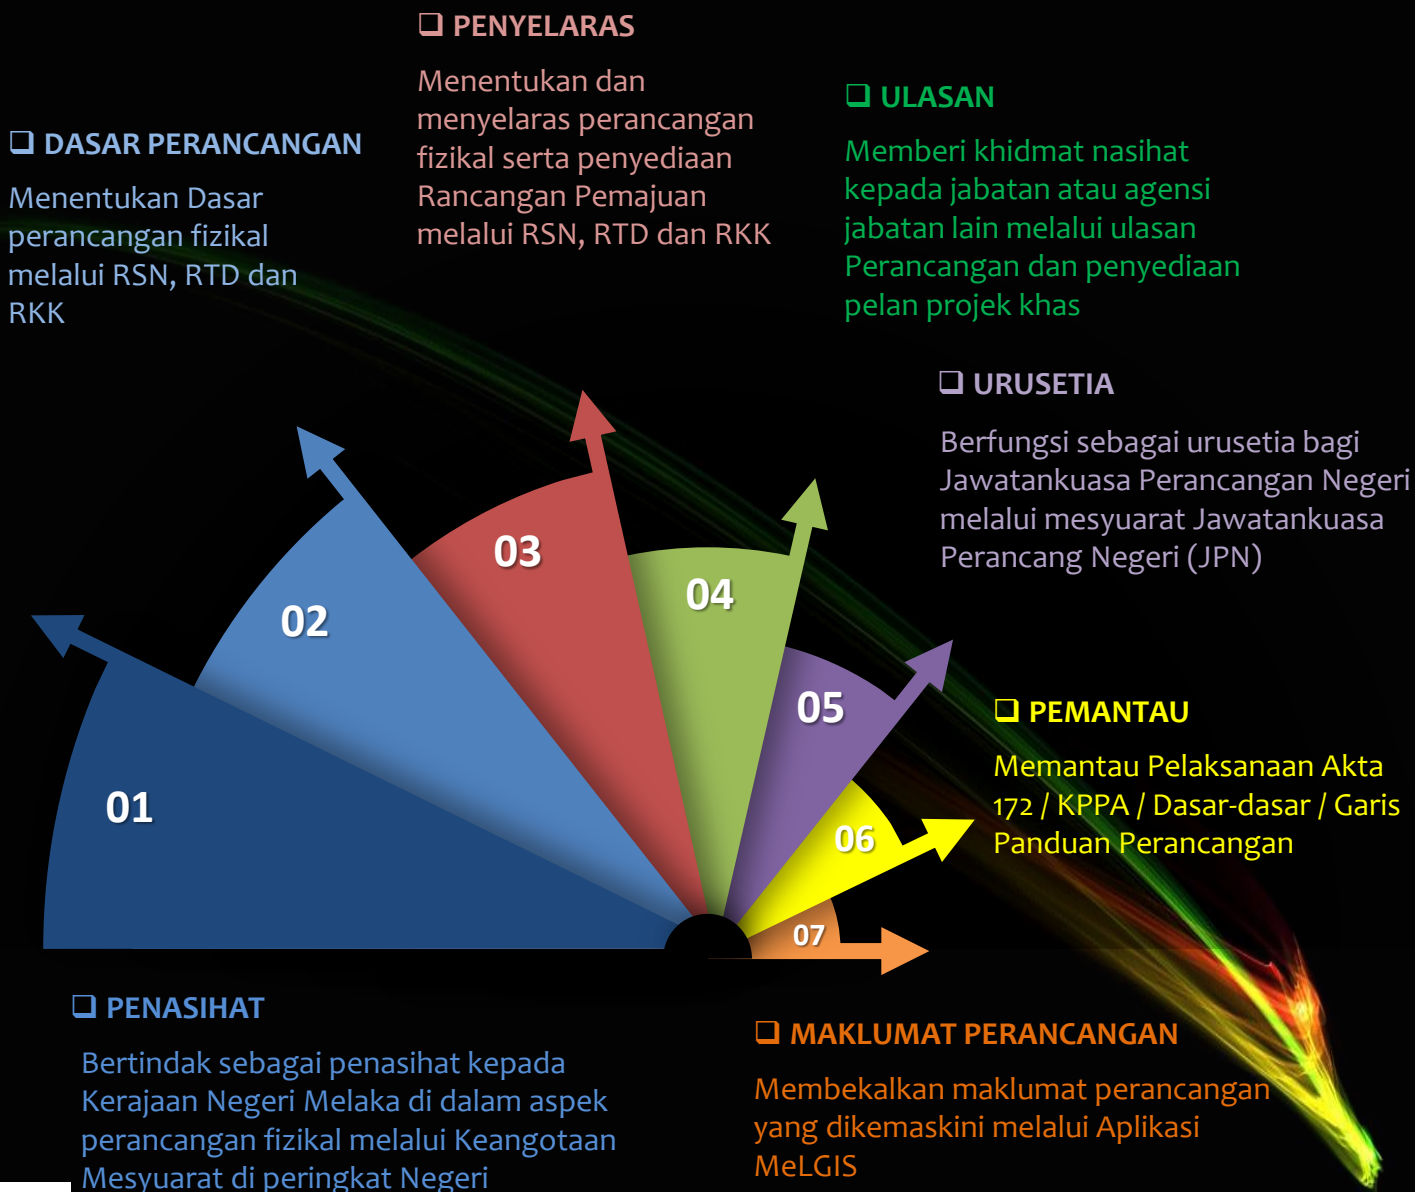 ❑ PENYELARAS
Menentukan dan
menyelaras perancangan
fizikal serta penyediaan
Rancangan Pemajuan
melalui RSN, RTD dan RKK
❑ ULASAN
Memberi khidmat nasihat
kepada jabatan atau agensi
jabatan lain melalui ulasan
Perancangan dan penyediaan
pelan projek khas
❑ DASAR PERANCANGAN
Menentukan Dasar
perancangan fizikal
melalui RSN, RTD dan
RKK
❑ URUSETIA
Berfungsi sebagai urusetia bagi
Jawatankuasa Perancangan Negeri
melalui mesyuarat Jawatankuasa
Perancang Negeri (JPN)
03
04
02
05
❑ PEMANTAU
Memantau Pelaksanaan Akta
172 / KPPA / Dasar-dasar / Garis
Panduan Perancangan
01
06
07
❑ PENASIHAT
Bertindak sebagai penasihat kepada
Kerajaan Negeri Melaka di dalam aspek
perancangan fizikal melalui Keangotaan
Mesyuarat di peringkat Negeri
❑ MAKLUMAT PERANCANGAN
Membekalkan maklumat perancangan
yang dikemaskini melalui Aplikasi
MeLGIS